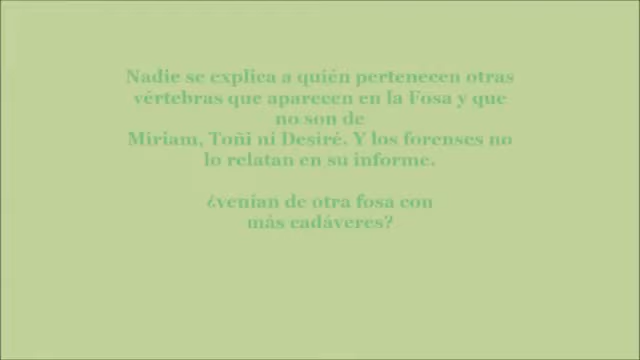 Nadie se explica a quién pertenecen otras
vértebras que aparecen en la Fosa y que
no son de
Miriam, Toñi ni Desiré. Y los forenses no
lo relatan en su informe.
¿venían de otra fosa con
más cadáveres?